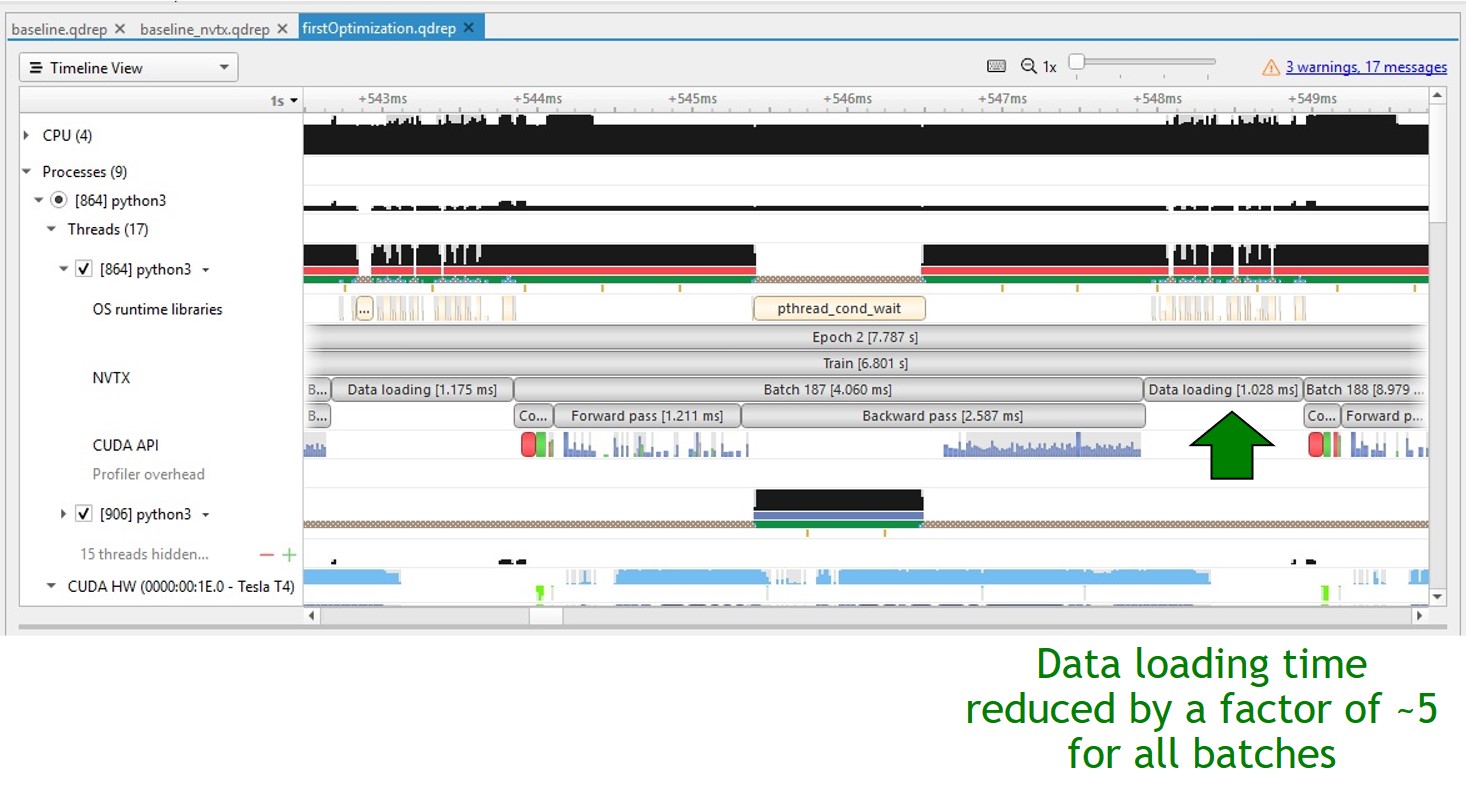 baseline.qdrep baseline_nvtx.qdrep firstOptimization.qdrep
Timeline View 1x 3 warnings, 17 messages
1s +543ms +544ms +545ms +546ms +547ms +548ms +549ms
CPU (4)
Processes (9)
[864] python3
Threads (17)
[864] python3
OS runtime libraries ... pthread_cond_wait
Epoch 2 [7.787 s]
Train [6.801 s]
NVTX
B... Data loading [1.175 ms] Batch 187 [4.060 ms] Data loading [1.028 ms] Batch 188 [8.979 ...
B... Co... Forward pass [1.211 ms] Backward pass [2.587 ms] Co... Forward p...
CUDA API
Profiler overhead
[906] python3
15 threads hidden...
CUDA HW (0000:00:1E.0 - Tesla T4)
Data loading time
reduced by a factor of ~5
for all batches